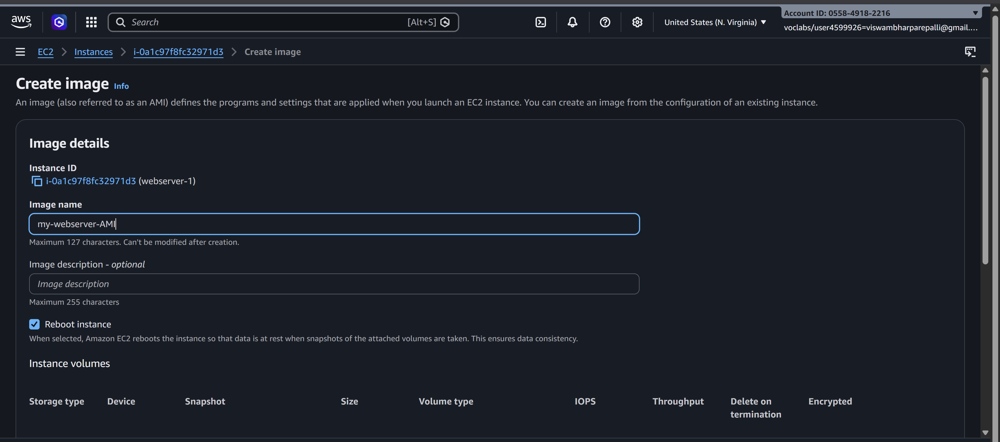 aws
Search [Alt+S]
United States (N. Virginia)
Account ID: 0558-4918-2216
voclabs/user4599926=viswambharparepalli@gmail....
EC2 Instances i-0a1c97f8fc32971d3 Create image
Create image Info
An image (also referred to as an AMI) defines the programs and settings that are applied when you launch an EC2 instance. You can create an image from the configuration of an existing instance.
Image details
Instance ID
i-0a1c97f8fc32971d3 (webserver-1)
Image name
my-webserver-AMI
Maximum 127 characters. Can't be modified after creation.
Image description - optional
Image description
Maximum 255 characters
Reboot instance
When selected, Amazon EC2 reboots the instance so that data is at rest when snapshots of the attached volumes are taken. This ensures data consistency.
Instance volumes
Storage type Device Snapshot Size Volume type IOPS Throughput Delete on termination Encrypted